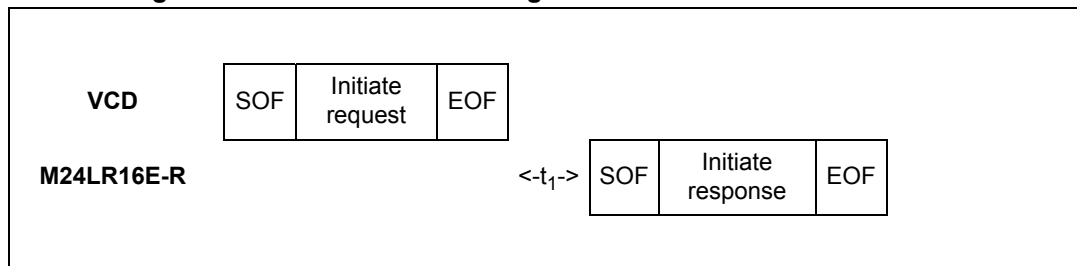 VCD SOF Initiate request EOF
M24LR16E-R <-t1-> SOF Initiate response EOF